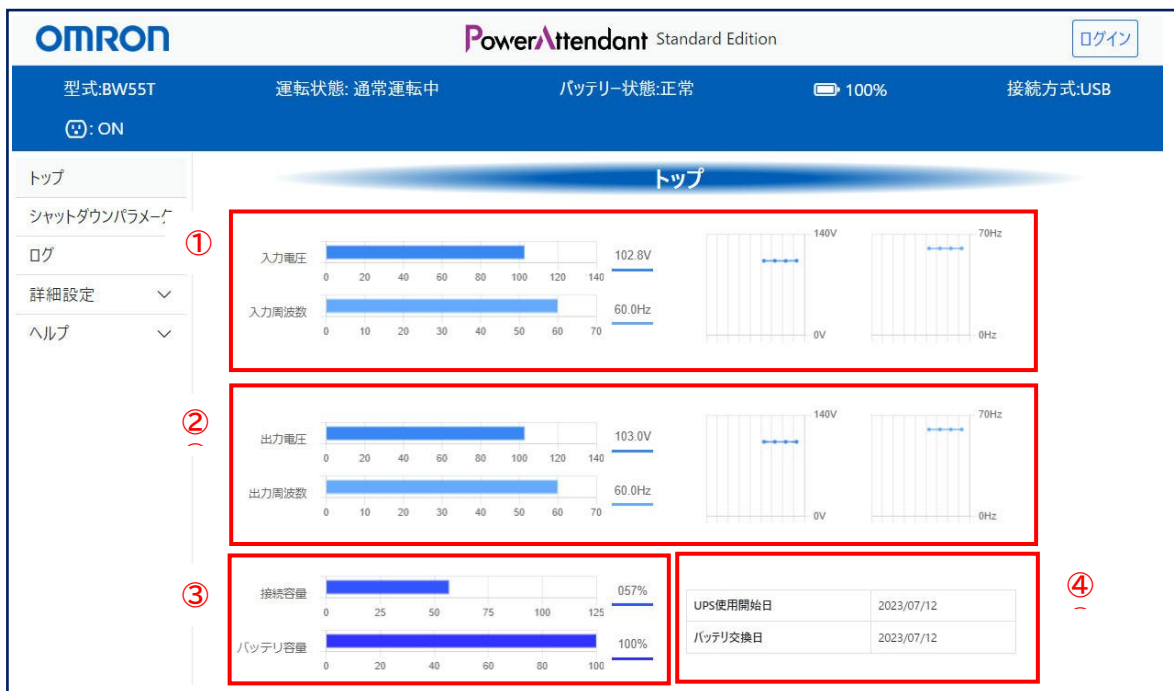 OMRON PowerAttendant Standard Edition ログイン
型式:BW55T 運転状態: 通常運転中 バッテリー状態:正常 100% 接続方式:USB
: ON
トップ
シャットダウンパラメータ
ログ
詳細設定
ヘルプ
トップ
①
入力電圧 102.8V
0 20 40 60 80 100 120 140
入力周波数 60.0Hz
0 10 20 30 40 50 60 70
140V
0V
70Hz
0Hz
②
出力電圧 103.0V
0 20 40 60 80 100 120 140
出力周波数 60.0Hz
0 10 20 30 40 50 60 70
140V
0V
70Hz
0Hz
③
接続容量 057%
0 25 50 75 100 125
バッテリ容量 100%
0 20 40 60 80 100
④
UPS使用開始日 2023/07/12
バッテリ交換日 2023/07/12